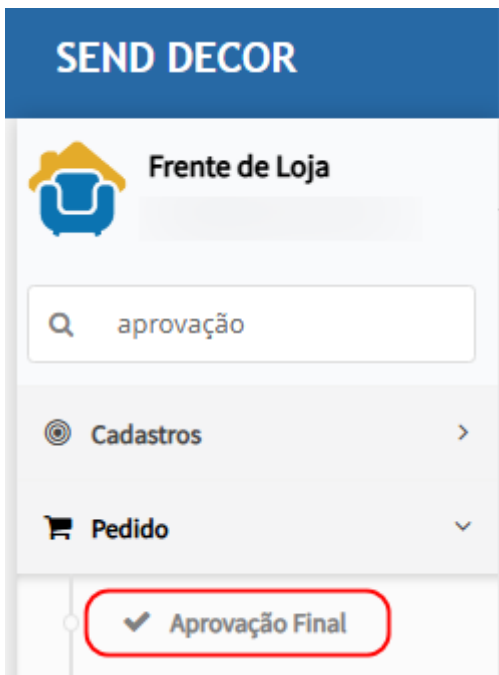 SEND DECOR
Frente de Loja
aprovação
Cadastros
Pedido
Aprovação Final